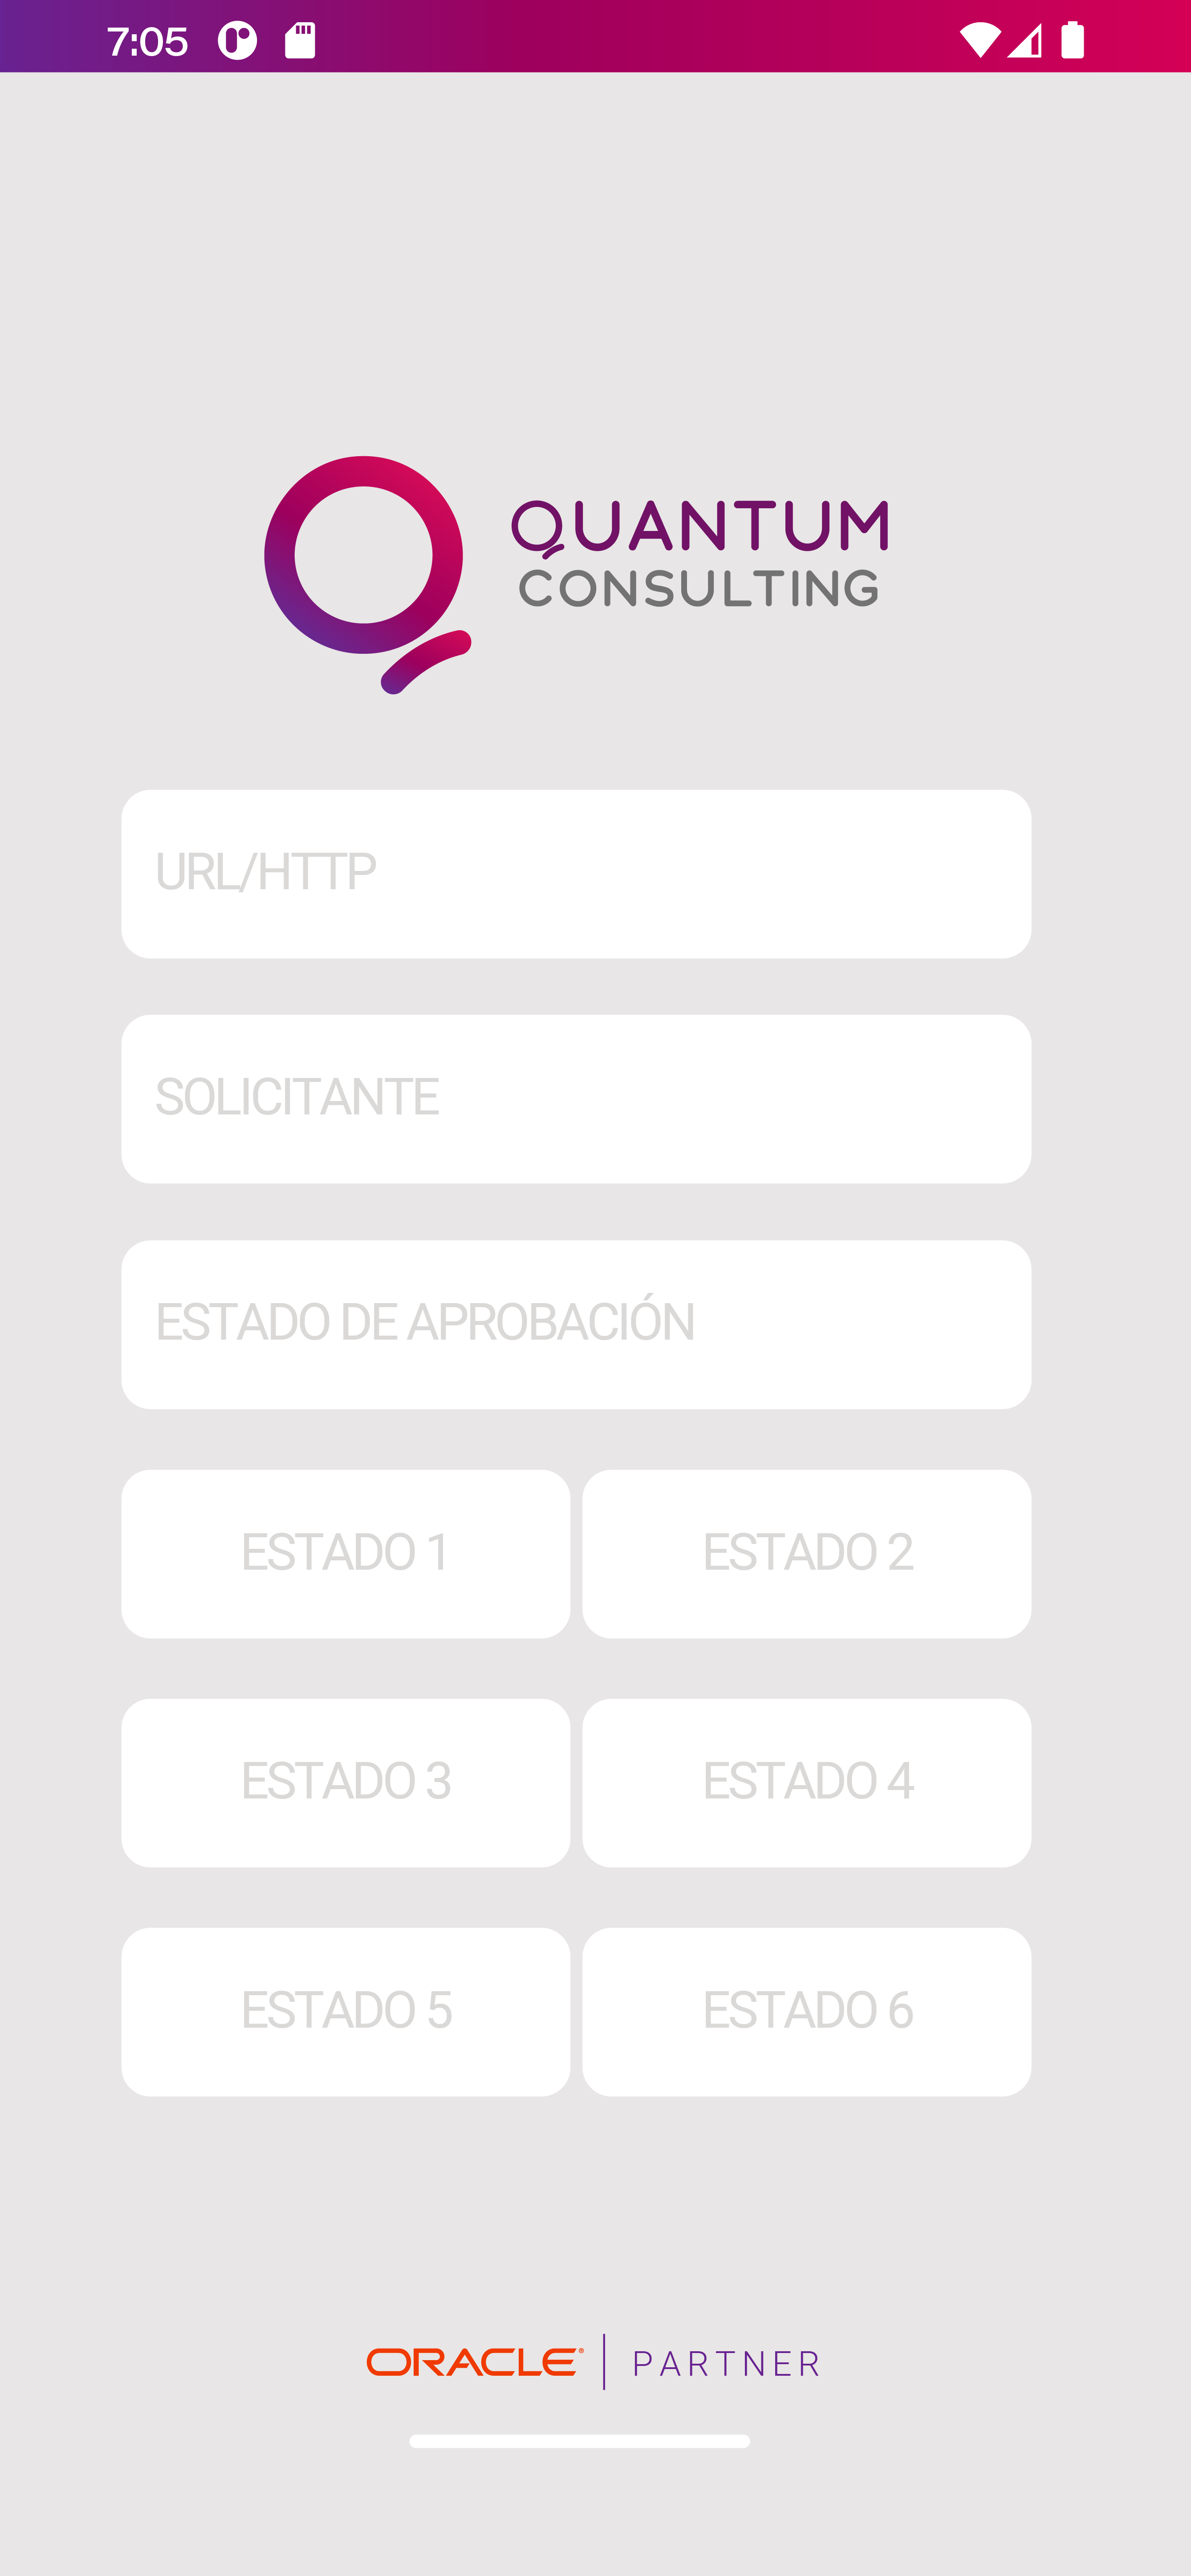 7:05
QUANTUM
CONSULTING
URL/HTTP
SOLICITANTE
ESTADO DE APROBACIÓN
ESTADO 1
ESTADO 2
ESTADO 3
ESTADO 4
ESTADO 5
ESTADO 6
ORACLE® | PARTNER